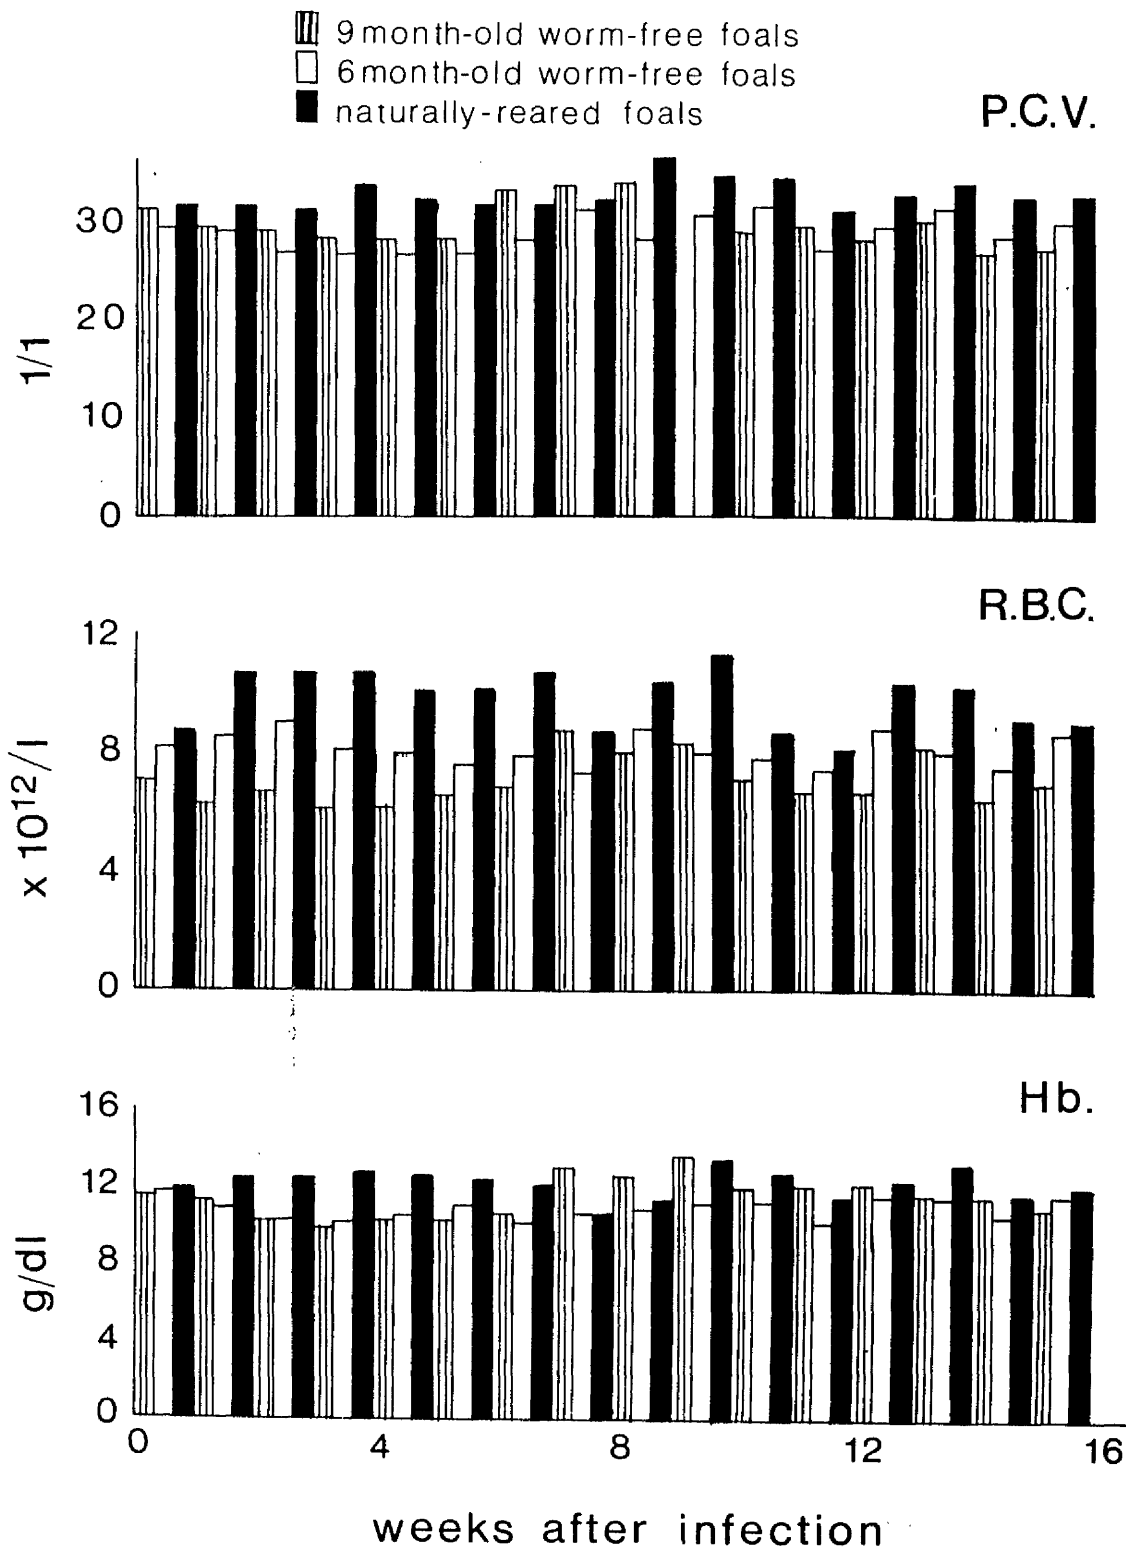 9 month-old worm-free foals
6 month-old worm-free foals
naturally-reared foals
P.C.V.
30
20
10
0
1/1
R.B.C.
12
8
4
0
x 10¹²/l
Hb.
16
12
8
4
0
g/dl
0 4 8 12 16
weeks after infection